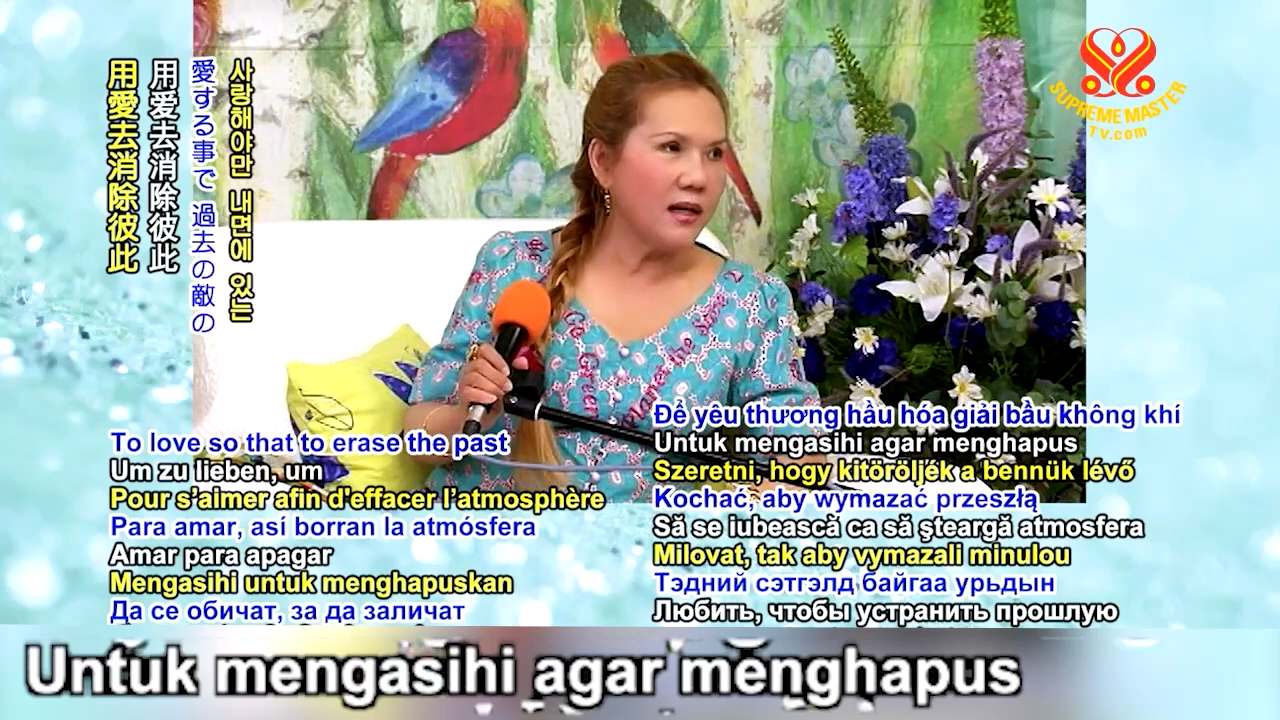 SUPREME MASTER
TV.com
用愛去消除彼此
用爱去消除彼此
愛する事で 過去の敵の
사랑해야만 내면에 있는
To love so that to erase the past
Um zu lieben, um
Pour s’aimer afin d'effacer l’atmosphère
Para amar, así borran la atmósfera
Amar para apagar
Mengasihi untuk menghapuskan
Да се обичат, за да заличат
Để yêu thương hầu hóa giải bầu không khí
Untuk mengasihi agar menghapus
Szeretni, hogy kitöröljék a bennük lévő
Kochać, aby wymazać przeszłą
Să se iubească ca să şteargă atmosfera
Milovat, tak aby vymazali minulou
Тэдний сэтгэлд байгаа урьдын
Любить, чтобы устранить прошлую
Untuk mengasihi agar menghapus